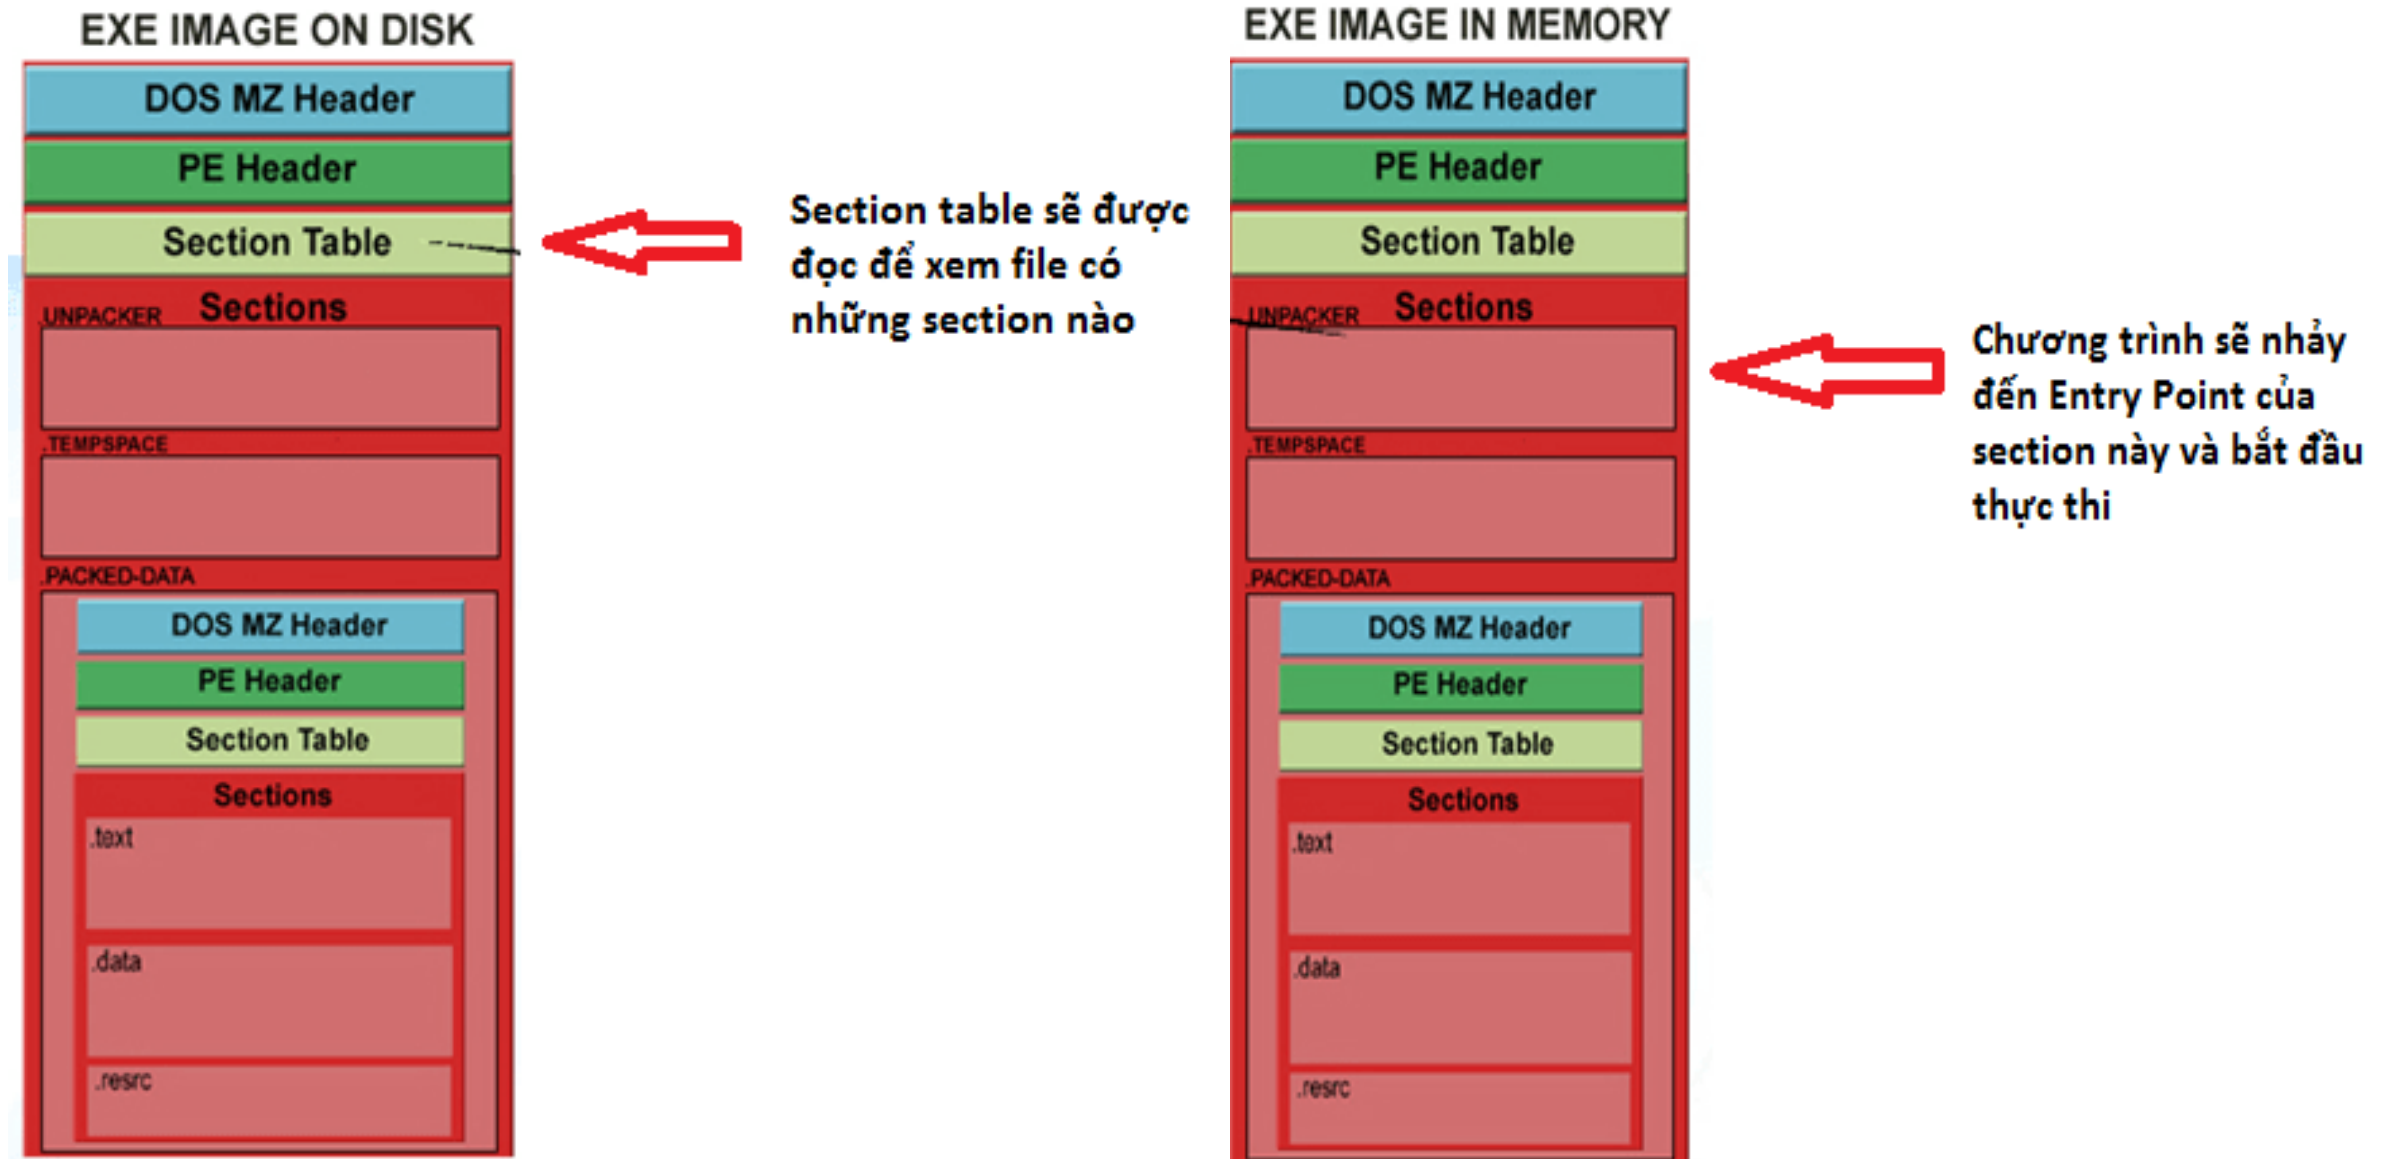 EXE IMAGE ON DISK
DOS MZ Header
PE Header
Section Table
Sections
.UNPACKER
.TEMPSPACE
.PACKED-DATA
DOS MZ Header
PE Header
Section Table
Sections
.text
.data
.resrc
Section table sẽ được
đọc để xem file có
những section nào
EXE IMAGE IN MEMORY
DOS MZ Header
PE Header
Section Table
Sections
.UNPACKER
.TEMPSPACE
.PACKED-DATA
DOS MZ Header
PE Header
Section Table
Sections
.text
.data
.resrc
Chương trình sẽ nhảy
đến Entry Point của
section này và bắt đầu
thực thi